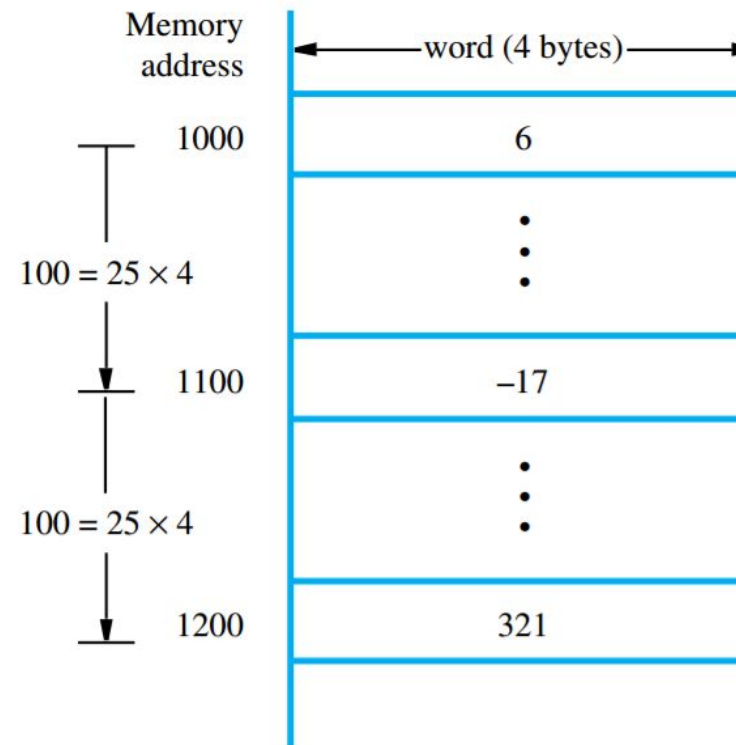 Memory
address
word (4 bytes)
1000
6
100 = 25 × 4
1100
–17
100 = 25 × 4
1200
321